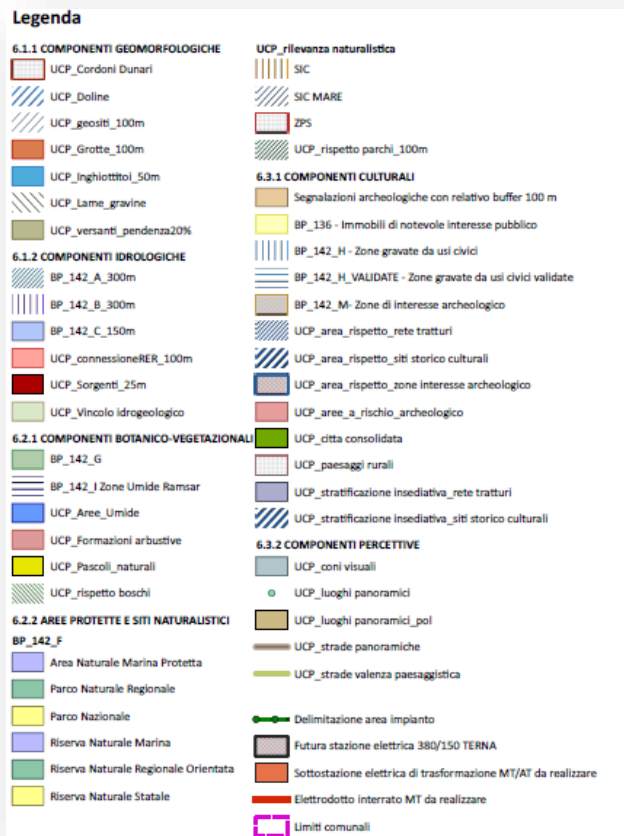 Legenda
6.1.1 COMPONENTI GEOMORFOLOGICHE
UCP_Cordoni Dunari
UCP_Doline
UCP_geositi_100m
UCP_Grotte_100m
UCP_Inghiottitoi_50m
UCP_Lame_gravine
UCP_versanti_pendenza20%
6.1.2 COMPONENTI IDROLOGICHE
BP_142_A_300m
BP_142_B_300m
BP_142_C_150m
UCP_connessioneRER_100m
UCP_Sorgenti_25m
UCP_Vincolo idrogeologico
6.2.1 COMPONENTI BOTANICO-VEGETAZIONALI
BP_142_G
BP_142_I Zone Umide Ramsar
UCP_Aree_Umide
UCP_Formazioni arbustive
UCP_Pascoli_naturali
UCP_rispetto boschi
6.2.2 AREE PROTETTE E SITI NATURALISTICI
BP_142_F
Area Naturale Marina Protetta
Parco Naturale Regionale
Parco Nazionale
Riserva Naturale Marina
Riserva Naturale Regionale Orientata
Riserva Naturale Statale
UCP_rilevanza naturalistica
SIC
SIC MARE
ZPS
UCP_rispetto parchi_100m
6.3.1 COMPONENTI CULTURALI
Segnalazioni archeologiche con relativo buffer 100 m
BP_136 - Immobili di notevole interesse pubblico
BP_142_H - Zone gravate da usi civici
BP_142_H_VALIDATE - Zone gravate da usi civici validate
BP_142_M- Zone di interesse archeologico
UCP_area_rispetto_rete tratturi
UCP_area_rispetto_siti storico culturali
UCP_area_rispetto_zone interesse archeologico
UCP_aree_a_rischio_archeologico
UCP_citta consolidata
UCP_paesaggi rurali
UCP_stratificazione insediativa_rete tratturi
UCP_stratificazione insediativa_siti storico culturali
6.3.2 COMPONENTI PERCETTIVE
UCP_coni visuali
UCP_luoghi panoramici
UCP_luoghi panoramici_pol
UCP_strade panoramiche
UCP_strade valenza paesaggistica
Delimitazione area impianto
Futura stazione elettrica 380/150 TERNA
Sottostazione elettrica di trasformazione MT/AT da realizzare
Elettrodotto interrato MT da realizzare
Limiti comunali